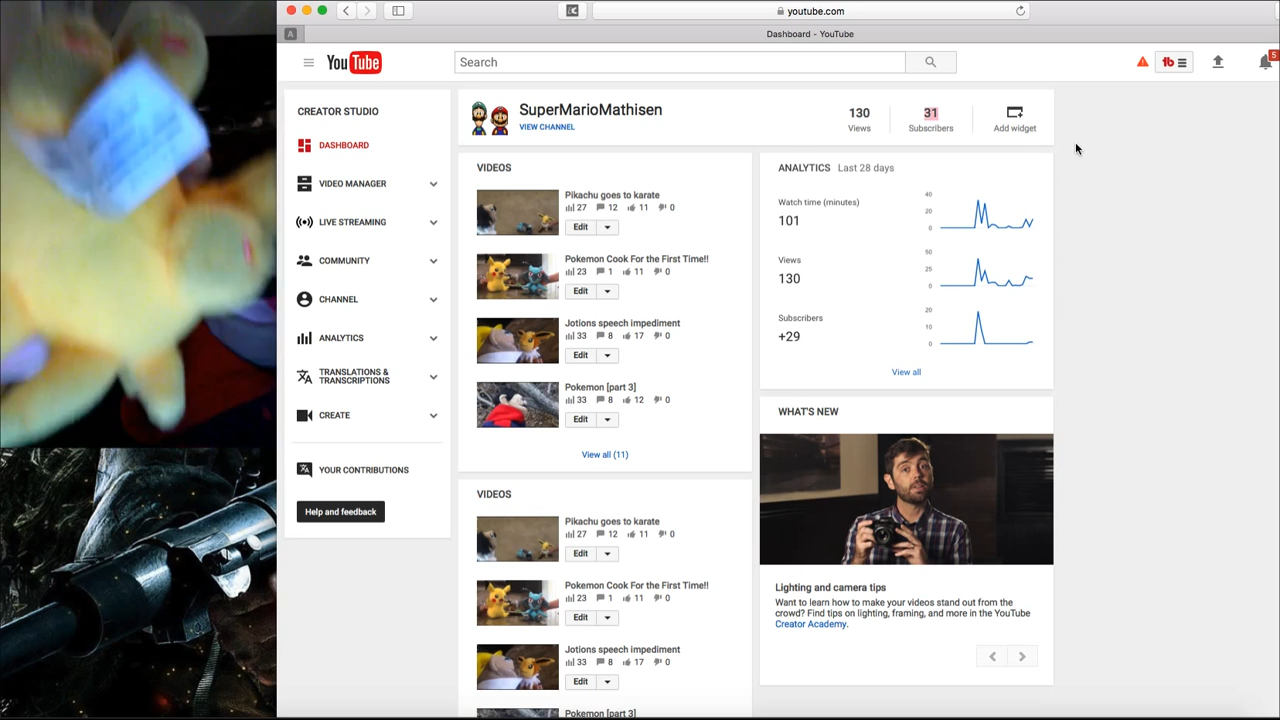 youtube.com
A
Dashboard - YouTube
YouTube
Search
tb
5
CREATOR STUDIO
DASHBOARD
VIDEO MANAGER
LIVE STREAMING
COMMUNITY
CHANNEL
ANALYTICS
TRANSLATIONS &
TRANSCRIPTIONS
CREATE
YOUR CONTRIBUTIONS
Help and feedback
SuperMarioMathisen
VIEW CHANNEL
130
Views
31
Subscribers
Add widget
VIDEOS
Pikachu goes to karate
27 12 11 0
Edit
Pokemon Cook For the First Time!!
23 1 11 0
Edit
Jotions speech impediment
33 8 17 0
Edit
Pokemon [part 3]
33 8 12 0
Edit
View all (11)
VIDEOS
Pikachu goes to karate
27 12 11 0
Edit
Pokemon Cook For the First Time!!
23 1 11 0
Edit
Jotions speech impediment
33 8 17 0
Edit
Pokemon [part 3]
ANALYTICS Last 28 days
Watch time (minutes)
101
40
20
0
Views
130
50
25
0
Subscribers
+29
20
10
0
View all
WHAT'S NEW
Lighting and camera tips
Want to learn how to make your videos stand out from the
crowd? Find tips on lighting, framing, and more in the YouTube
Creator Academy.